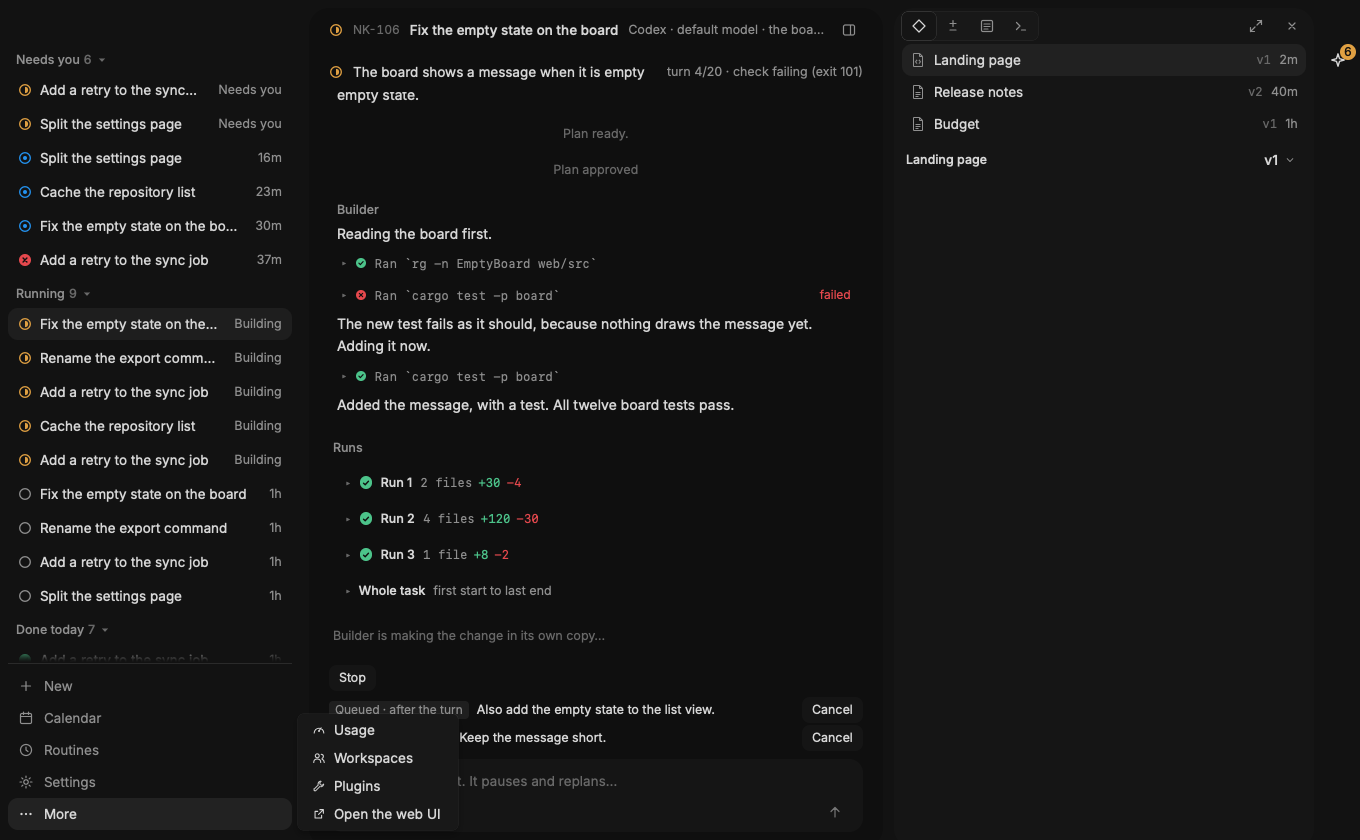 Needs you 6
Add a retry to the sync... Needs you
Split the settings page Needs you
Split the settings page 16m
Cache the repository list 23m
Fix the empty state on the bo... 30m
Add a retry to the sync job 37m
Running 9
Fix the empty state on the... Building
Rename the export comm... Building
Add a retry to the sync job Building
Cache the repository list Building
Add a retry to the sync job Building
Fix the empty state on the board 1h
Rename the export command 1h
Add a retry to the sync job 1h
Split the settings page 1h
Done today 7
Add a retry to the sync job 1h
New
Calendar
Routines
Settings
More
NK-106 Fix the empty state on the board Codex · default model · the boa...
The board shows a message when it is empty turn 4/20 · check failing (exit 101)
empty state.
Plan ready.
Plan approved
Builder
Reading the board first.
Ran `rg -n EmptyBoard web/src`
Ran `cargo test -p board` failed
The new test fails as it should, because nothing draws the message yet.
Adding it now.
Ran `cargo test -p board`
Added the message, with a test. All twelve board tests pass.
Runs
Run 1 2 files +30 −4
Run 2 4 files +120 −30
Run 3 1 file +8 −2
Whole task first start to last end
Builder is making the change in its own copy...
Stop
Queued · after the turn Also add the empty state to the list view. Cancel
Keep the message short. Cancel
t. It pauses and replans...
Usage
Workspaces
Plugins
Open the web UI
Landing page v1 2m
Release notes v2 40m
Budget v1 1h
Landing page v1
6